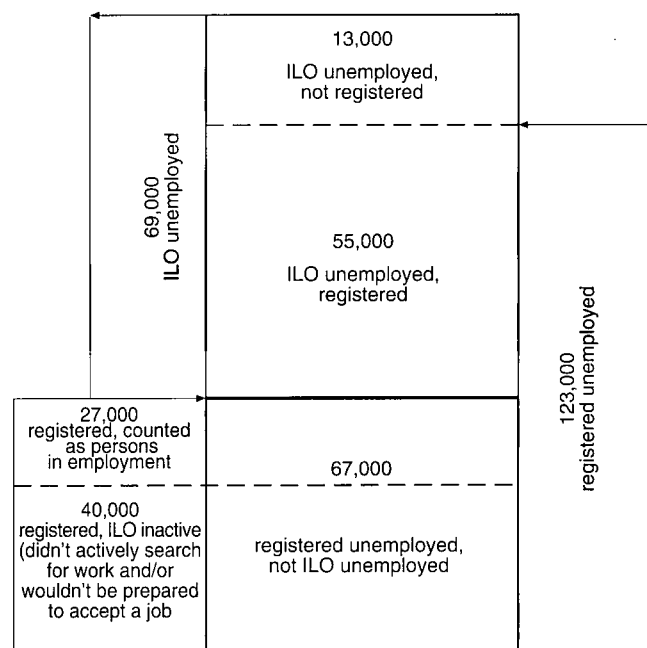 13,000
ILO unemployed,
not registered
69,000
ILO unemployed
55,000
ILO unemployed,
registered
123,000
registered unemployed
27,000
registered, counted
as persons
in employment
67,000
40,000
registered, ILO inactive
(didn't actively search
for work and/or
wouldn't be prepared
to accept a job
registered unemployed,
not ILO unemployed